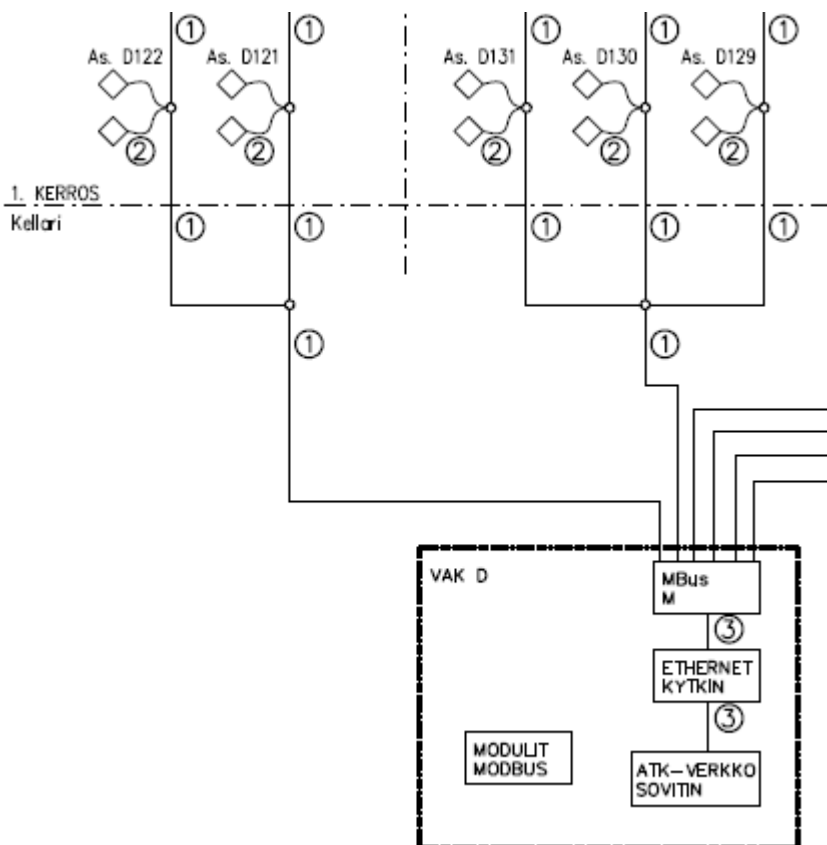 ① ① ① ① ①
As. D122 As. D121 As. D131 As. D130 As. D129
② ② ② ② ②
1. KERROS
Kellari
① ① ① ① ①
① ①
VAK D
MBus
M
③
ETHERNET
KYTKIN
③
MODULIT
MODBUS
ATK-VERKKO
SOVITIN